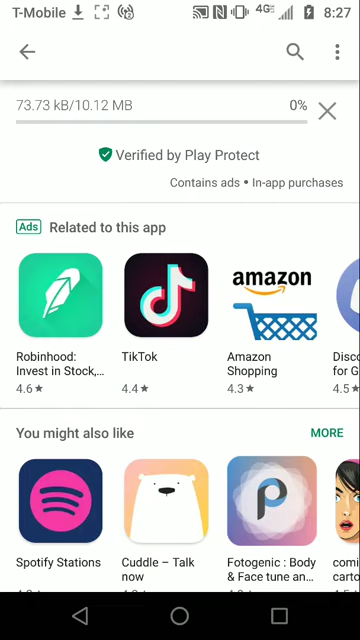 T-Mobile 4G 8:27
73.73 kB/10.12 MB 0%
Verified by Play Protect
Contains ads • In-app purchases
Ads Related to this app
amazon
Robinhood: Invest in Stock,...
4.6★
TikTok
4.4★
Amazon Shopping
4.3★
Disco
for G
4.5★
You might also like MORE
Spotify Stations
Cuddle – Talk now
Fotogenic : Body & Face tune an...
comi
carto